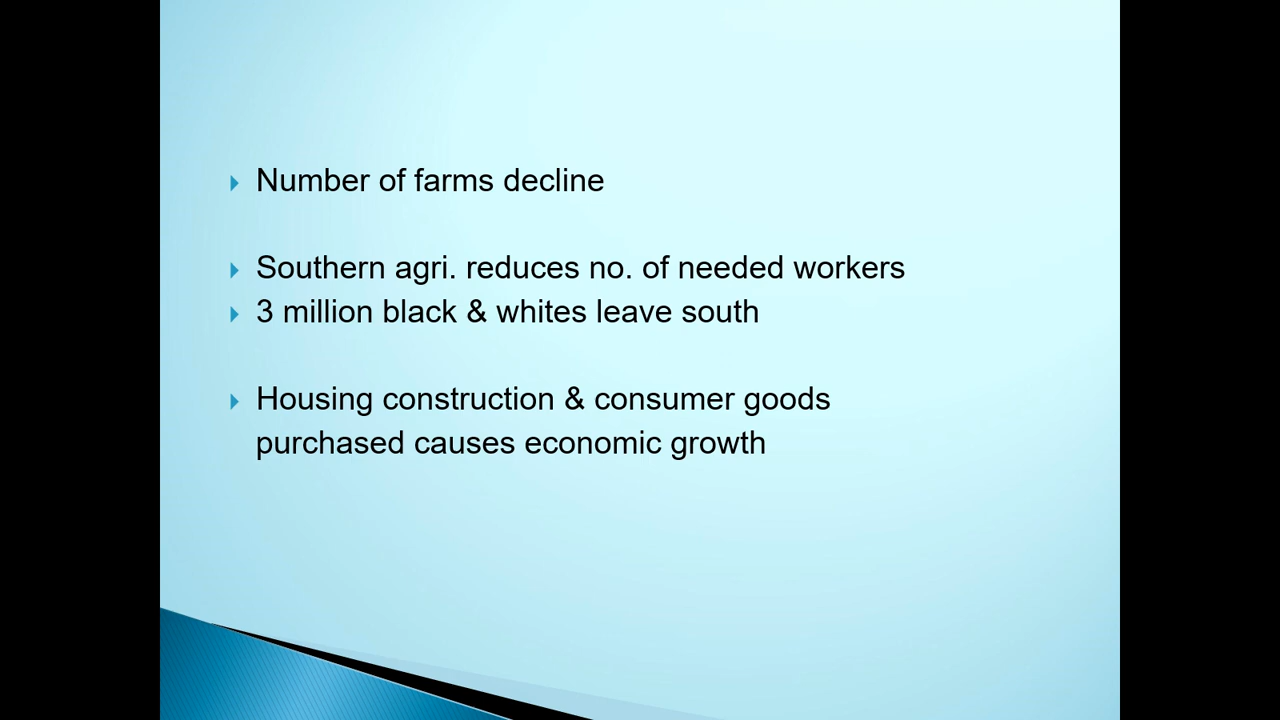 Number of farms decline
Southern agri. reduces no. of needed workers
3 million black & whites leave south
Housing construction & consumer goods
purchased causes economic growth